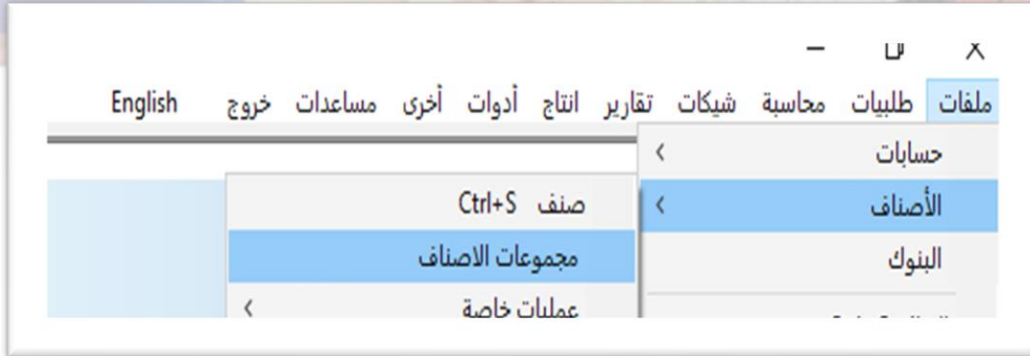 ملفات طلبيات محاسبة شيكات تقارير انتاج أدوات أخرى مساعدات خروج English
حسابات
الأصناف
صنف Ctrl+S
البنوك
مجموعات الاصناف
عمليات خاصة